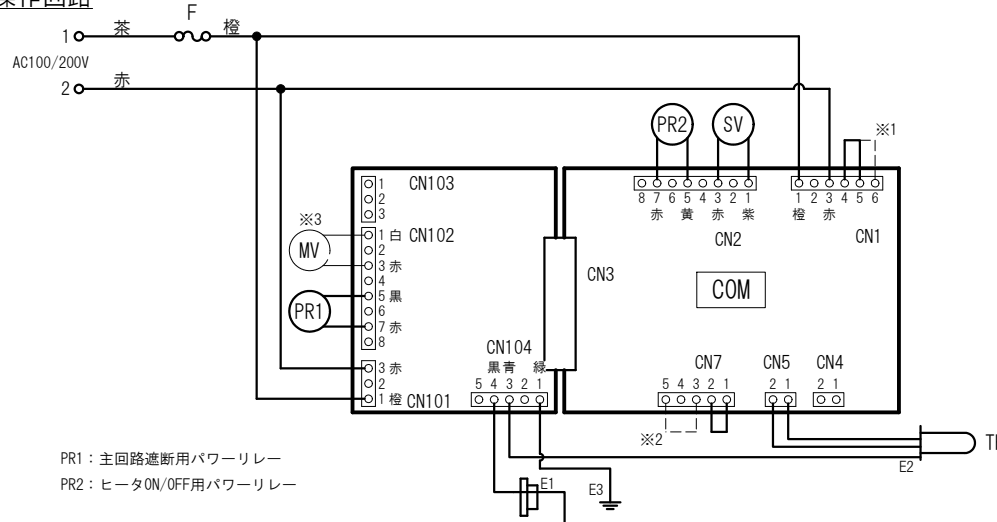 操作回路
F
1 茶 橙
AC100/200V
2 赤
PR2 SV
※1
8 7 6 5 4 3 2 1
赤 黄 赤 紫
CN2
1 2 3 4 5 6
橙 赤
CN1
CN103
1
2
3
※3
MV
CN102
1 白
2
3 赤
4
5 黒
6
7 赤
8
PR1
CN3
COM
CN104
黒 青 緑
5 4 3 2 1
3 赤
2
1 橙
CN101
CN7
5 4 3 2 1
CN5
2 1
CN4
2 1
※2
E1
E3
E2
PR1：主回路遮断用パワーリレー
PR2：ヒータON/OFF用パワーリレー